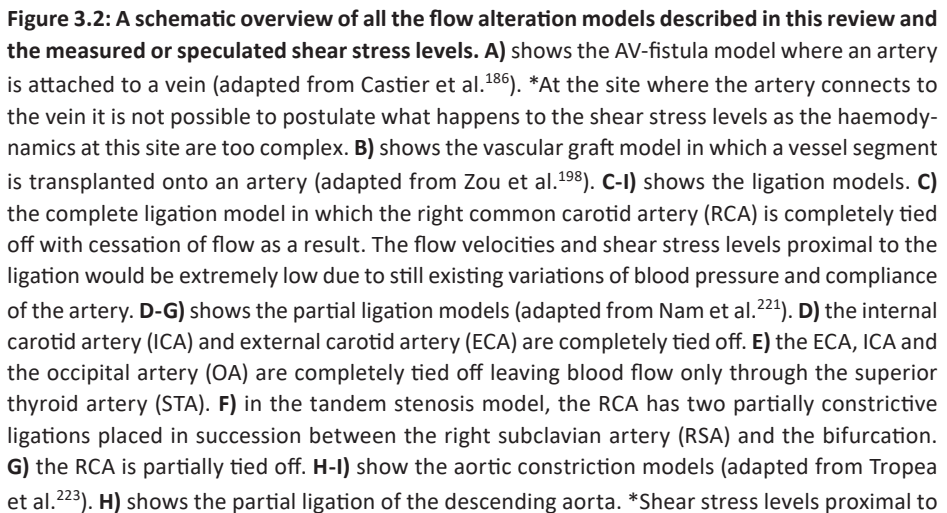 Figure 3.2: A schematic overview of all the flow alteration models described in this review and
the measured or speculated shear stress levels. A) shows the AV-fistula model where an artery
is attached to a vein (adapted from Castier et al.186). *At the site where the artery connects to
the vein it is not possible to postulate what happens to the shear stress levels as the haemody-
namics at this site are too complex. B) shows the vascular graft model in which a vessel segment
is transplanted onto an artery (adapted from Zou et al.198). C-I) shows the ligation models. C)
the complete ligation model in which the right common carotid artery (RCA) is completely tied
off with cessation of flow as a result. The flow velocities and shear stress levels proximal to the
ligation would be extremely low due to still existing variations of blood pressure and compliance
of the artery. D-G) shows the partial ligation models (adapted from Nam et al.221). D) the internal
carotid artery (ICA) and external carotid artery (ECA) are completely tied off. E) the ECA, ICA and
the occipital artery (OA) are completely tied off leaving blood flow only through the superior
thyroid artery (STA). F) in the tandem stenosis model, the RCA has two partially constrictive
ligations placed in succession between the right subclavian artery (RSA) and the bifurcation.
G) the RCA is partially tied off. H-I) show the aortic constriction models (adapted from Tropea
et al.223). H) shows the partial ligation of the descending aorta. *Shear stress levels proximal to